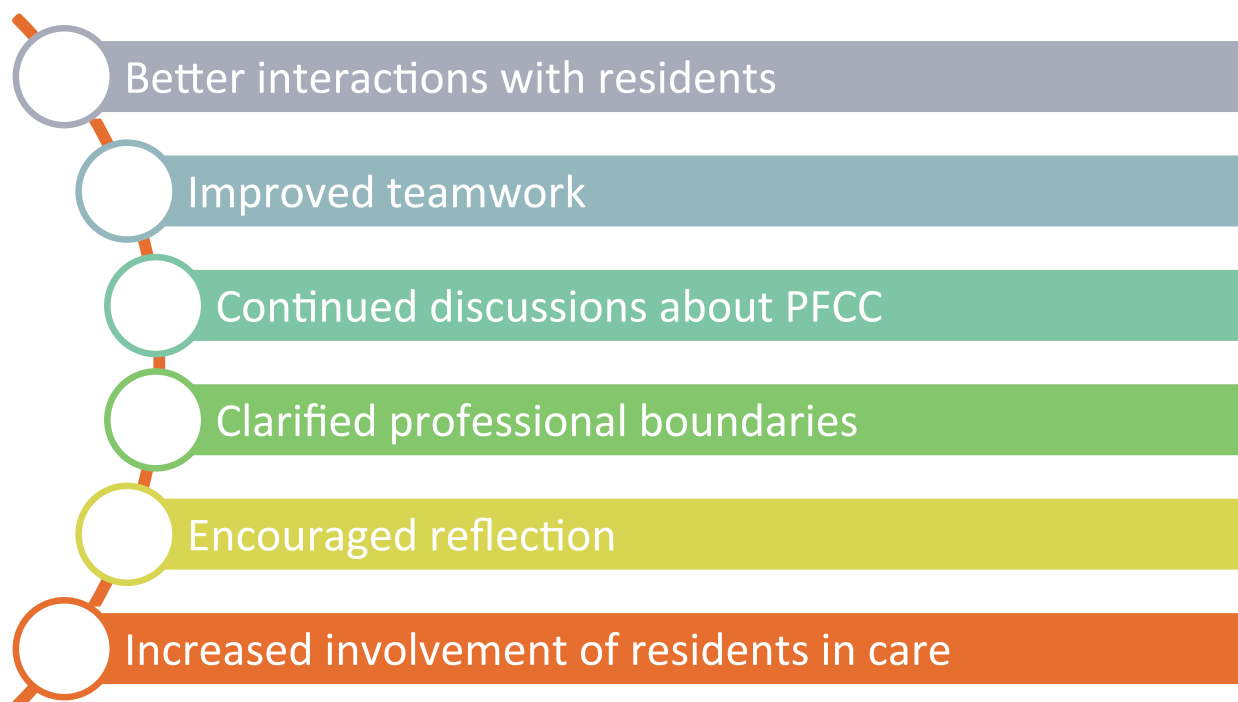 Better interactions with residents
Improved teamwork
Continued discussions about PFCC
Clarified professional boundaries
Encouraged reflection
Increased involvement of residents in care